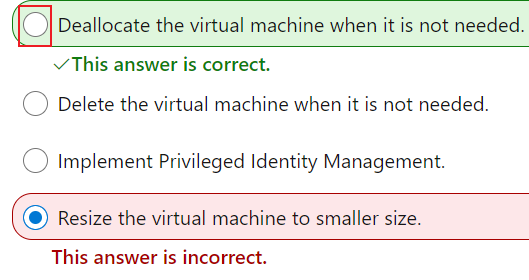 Deallocate the virtual machine when it is not needed.
✓This answer is correct.
Delete the virtual machine when it is not needed.
Implement Privileged Identity Management.
Resize the virtual machine to smaller size.
This answer is incorrect.